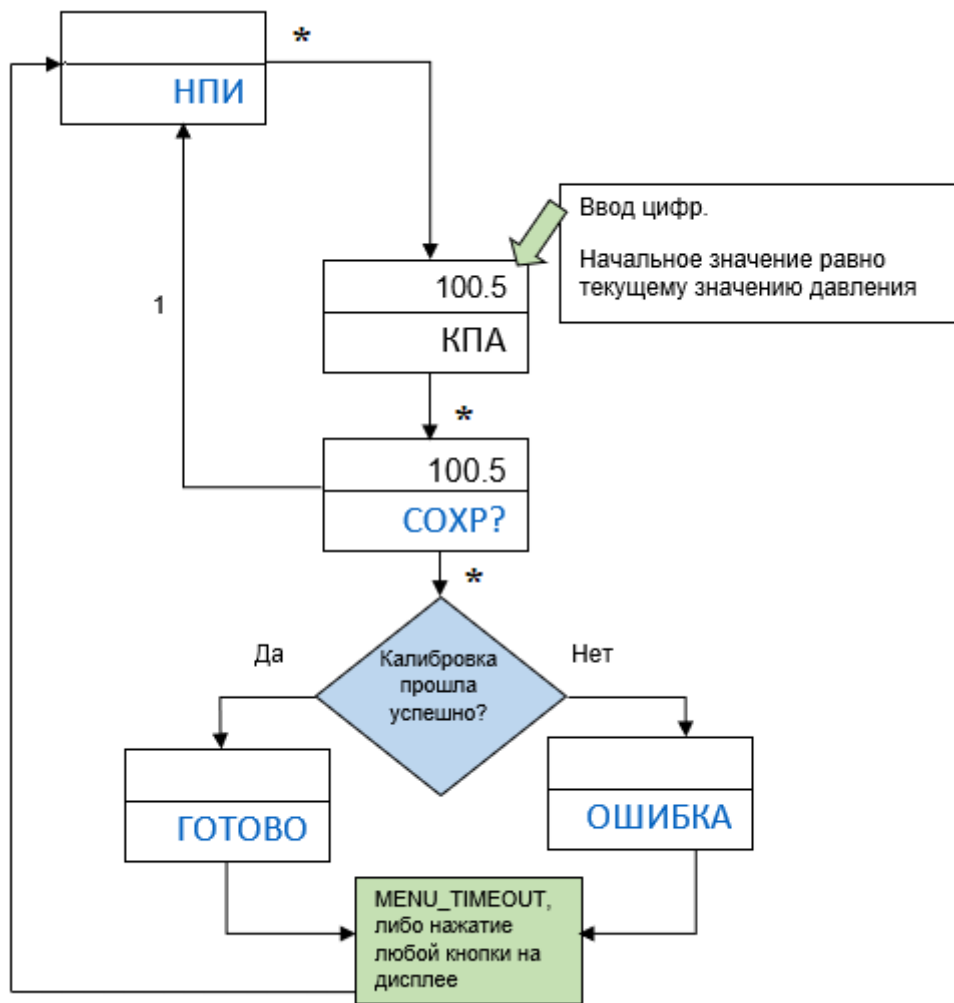 *
НПИ
Ввод цифр.
Начальное значение равно
текущему значению давления
100.5
1
КПА
*
100.5
СОХР?
*
Да
Нет
Калибровка
прошла
успешно?
ГОТОВО
ОШИБКА
MENU_TIMEOUT,
либо нажатие
любой кнопки на
дисплее